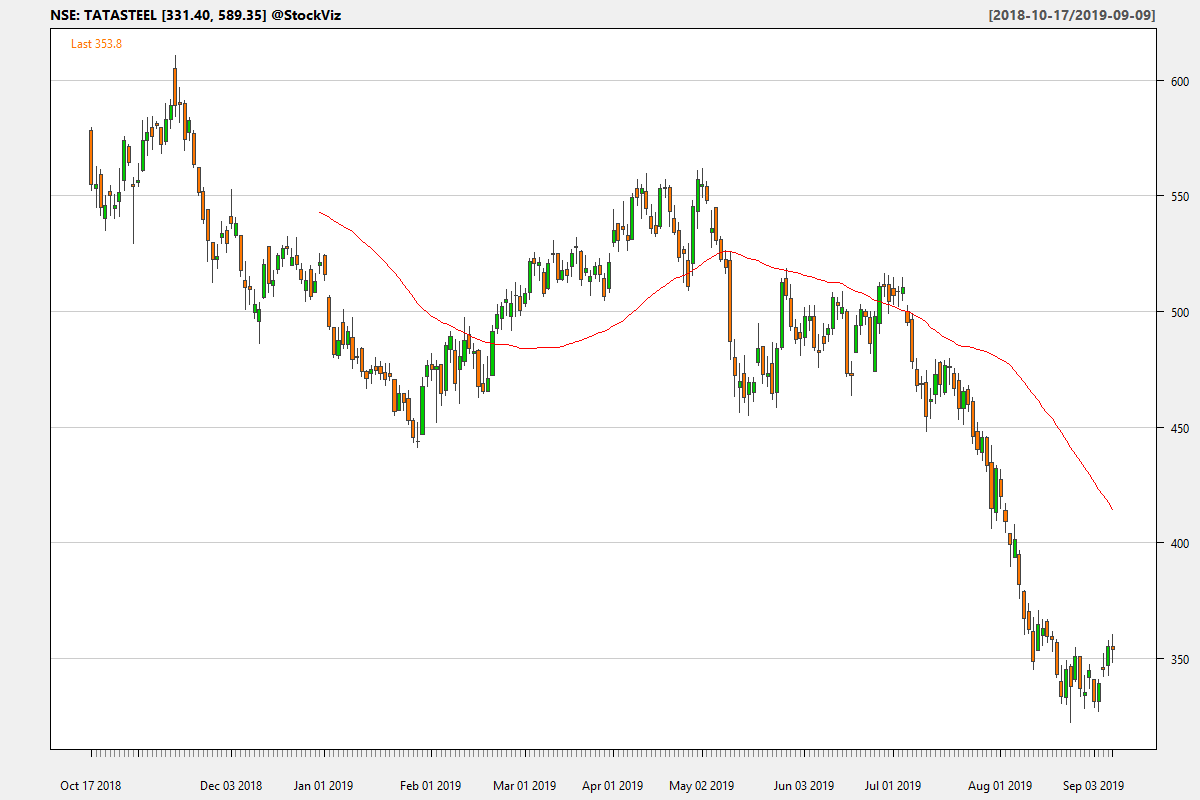 NSE: TATASTEEL [331.40, 589.35] @StockViz
[2018-10-17/2019-09-09]
Last 353.8
600
550
500
450
400
350
Oct 17 2018
Dec 03 2018
Jan 01 2019
Feb 01 2019
Mar 01 2019
Apr 01 2019
May 02 2019
Jun 03 2019
Jul 01 2019
Aug 01 2019
Sep 03 2019